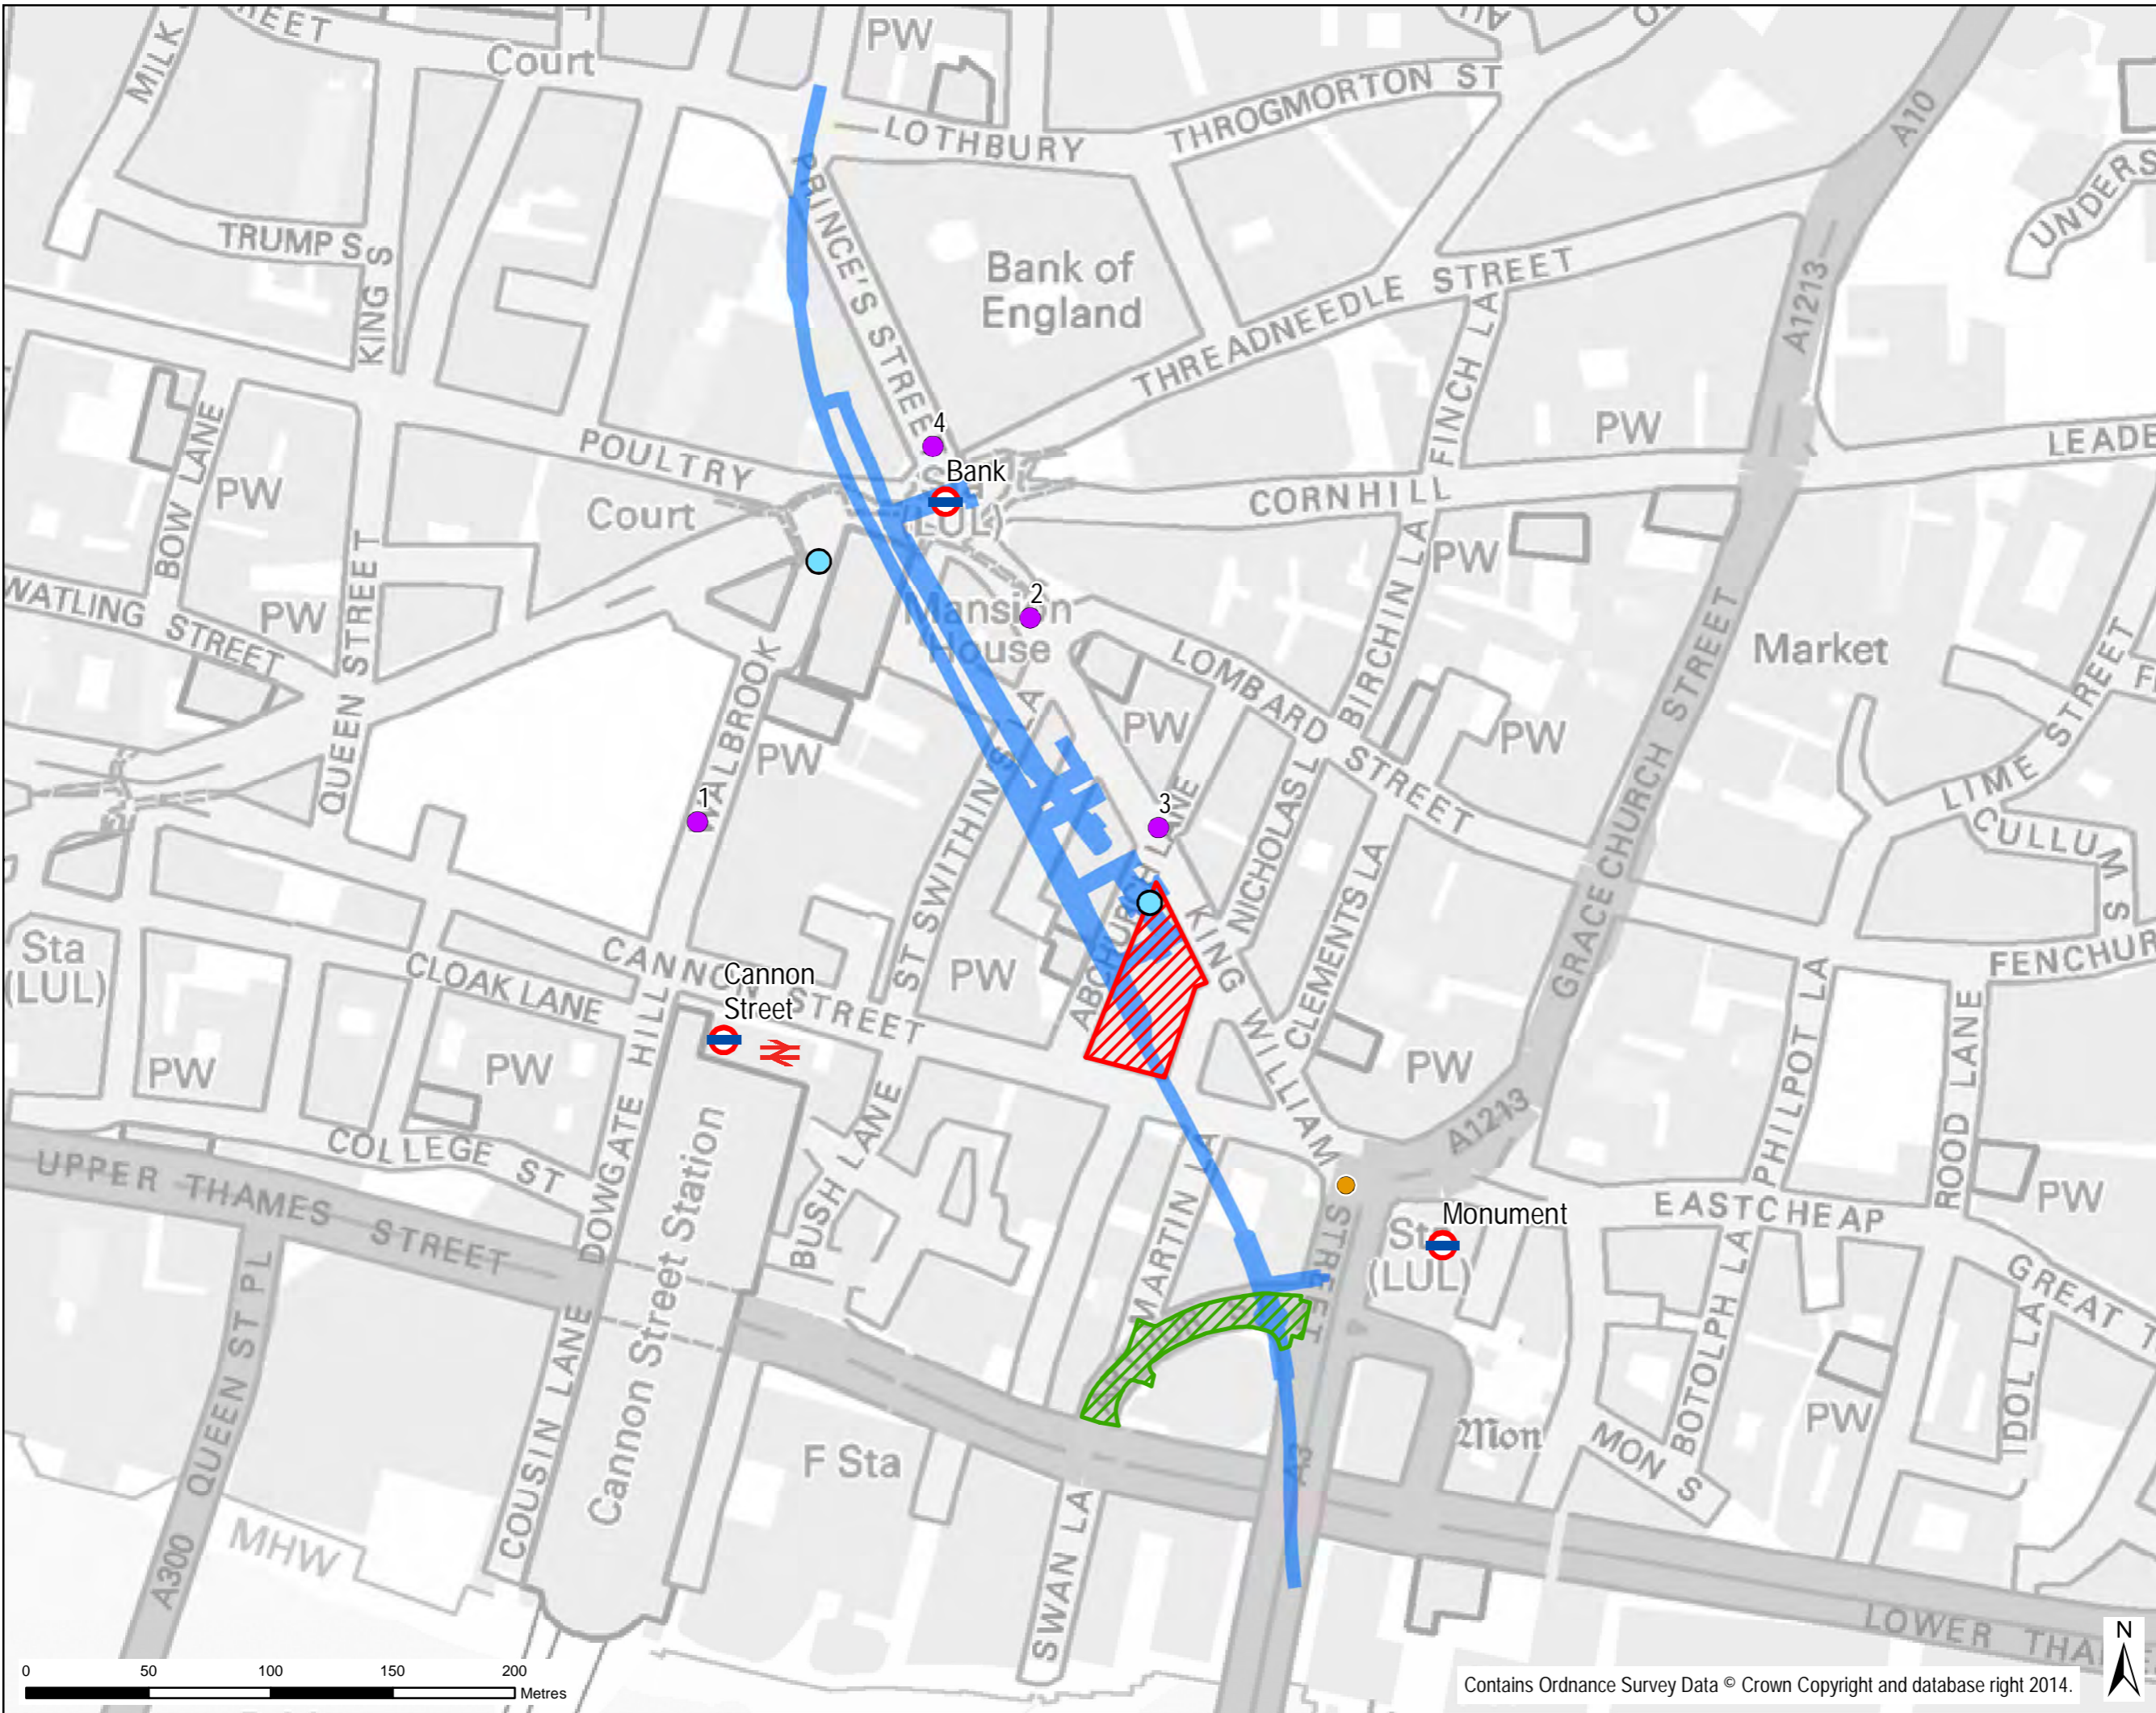 MILK
PW
Court
LOTHBURY
THROGMORTON ST
A10
PRINCE'S STREE
TRUMP S
KING S
Bank of
England
A1213
THREADNEEDLE STREET
FINCH LA
4
Bank
(LUL)
POULTRY
BOW LANE
PW
Court
CORNHILL
PW
LEADE
WATLING STREET
PW
QUEEN STREET
2
Mansion
House
BIRCHIN LA
PW
Market
LOMBARD STREET
GRACECHURCH STREET
LIME STREET
CULLUM S
WALBROOK
PW
PW
PW
1
3
ST SWITHIN'S LA
ABCHURCH LANE
NICHOLAS L
CLEMENTS LA
KING WILLIAM STREET
FENCHUR
Sta
(LUL)
CANNON STREET
Cannon
Street
CLOAK LANE
PW
PW
PW
PW
A1213
PHILPOT LA
ROOD LANE
COLLEGE ST
DOWGATE HILL
BUSH LANE
UPPER THAMES STREET
Cannon Street Station
MARTIN LA
Monument
(LUL)
EASTCHEAP
PW
GREAT T
BOTOLPH LA
IDOL LA
PW
QUEEN ST PL
COUSIN LANE
F Sta
A3
Mon
MON S
A300
MHW
SWAN LA
LOWER THA
0 50 100 150 200
Metres
N
Contains Ordnance Survey Data © Crown Copyright and database right 2014.